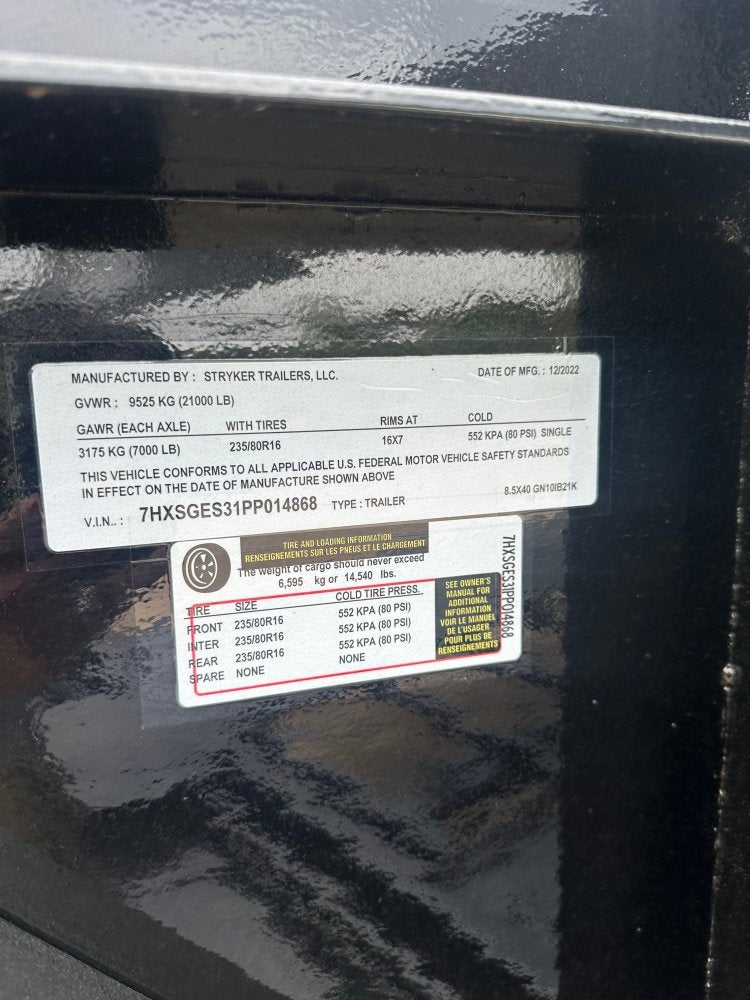 MANUFACTURED BY : STRYKER TRAILERS, LLC. DATE OF MFG. : 12/2022
GVWR : 9525 KG (21000 LB)
GAWR (EACH AXLE) WITH TIRES RIMS AT COLD
3175 KG (7000 LB) 235/80R16 16X7 552 KPA (80 PSI) SINGLE
THIS VEHICLE CONFORMS TO ALL APPLICABLE U.S. FEDERAL MOTOR VEHICLE SAFETY STANDARDS
IN EFFECT ON THE DATE OF MANUFACTURE SHOWN ABOVE
V.I.N.. : 7HXSGES31PP014868 TYPE : TRAILER 8.5X40 GN10IB21K
TIRE AND LOADING INFORMATION
RENSEIGNEMENTS SUR LES PNEUS ET LE CHARGEMENT
The weight of cargo should never exceed
6,595 kg or 14,540 lbs.
TIRE SIZE COLD TIRE PRESS.
FRONT 235/80R16 552 KPA (80 PSI)
INTER 235/80R16 552 KPA (80 PSI)
REAR 235/80R16 552 KPA (80 PSI)
SPARE NONE NONE
SEE OWNER'S
MANUAL FOR
ADDITIONAL
INFORMATION
VOIR LE MANUEL
DE L'USAGER
POUR PLUS DE
RENSEIGNEMENTS
7HXSGES31PP014868